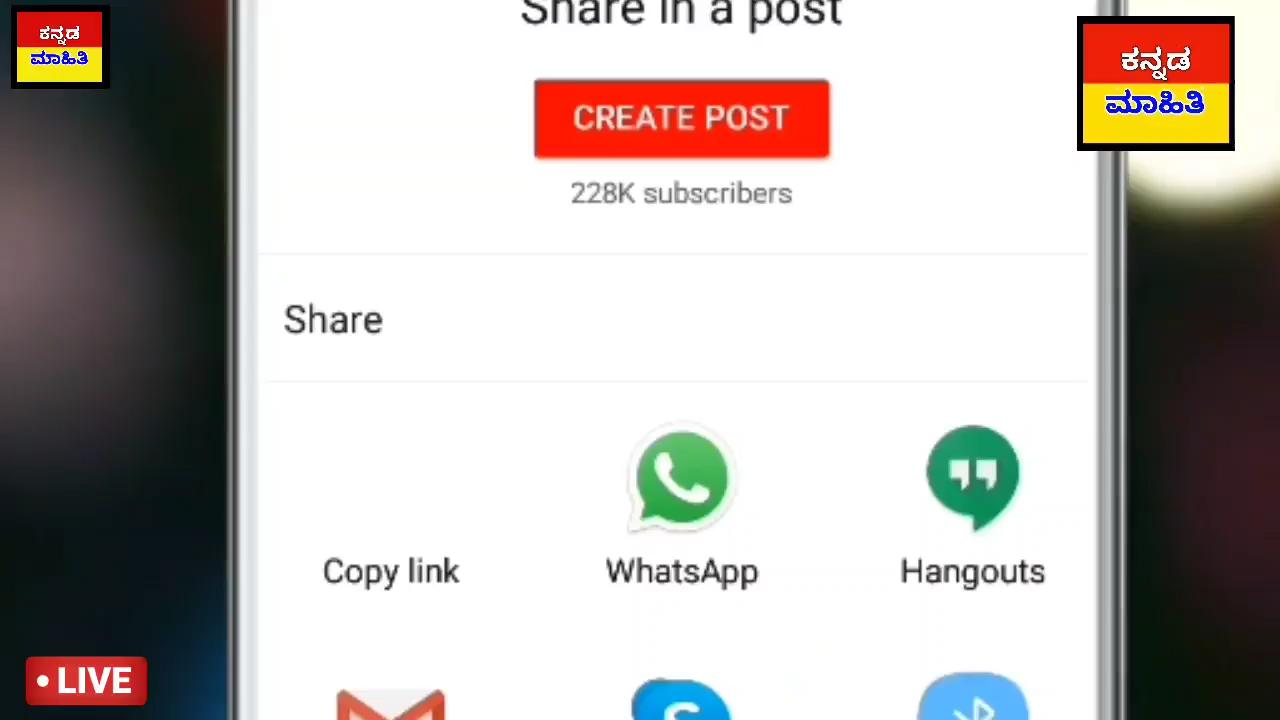 ಕನ್ನಡ
ಮಾಹಿತಿ
Share in a post
ಕನ್ನಡ
ಮಾಹಿತಿ
CREATE POST
228K subscribers
Share
Copy link
WhatsApp
Hangouts
• LIVE